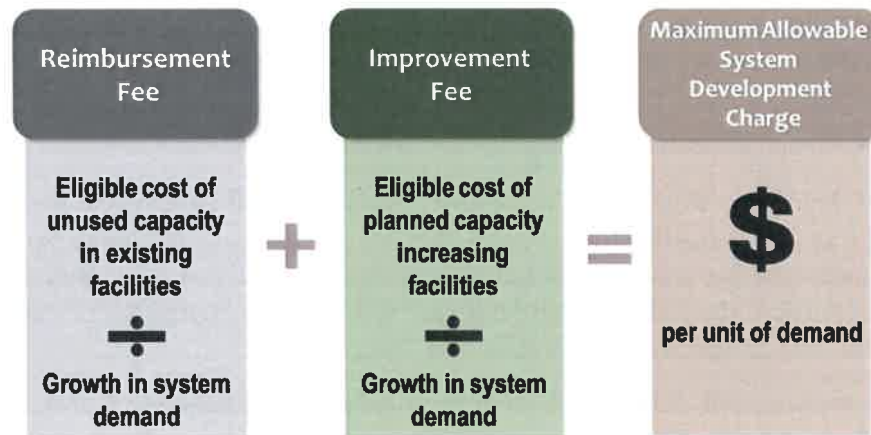 Reimbursement
Fee
Eligible cost of
unused capacity
in existing
facilities
÷
Growth in system
demand
+
Improvement
Fee
Eligible cost of
planned capacity
increasing
facilities
÷
Growth in system
demand
=
Maximum Allowable
System
Development
Charge
$
per unit of demand